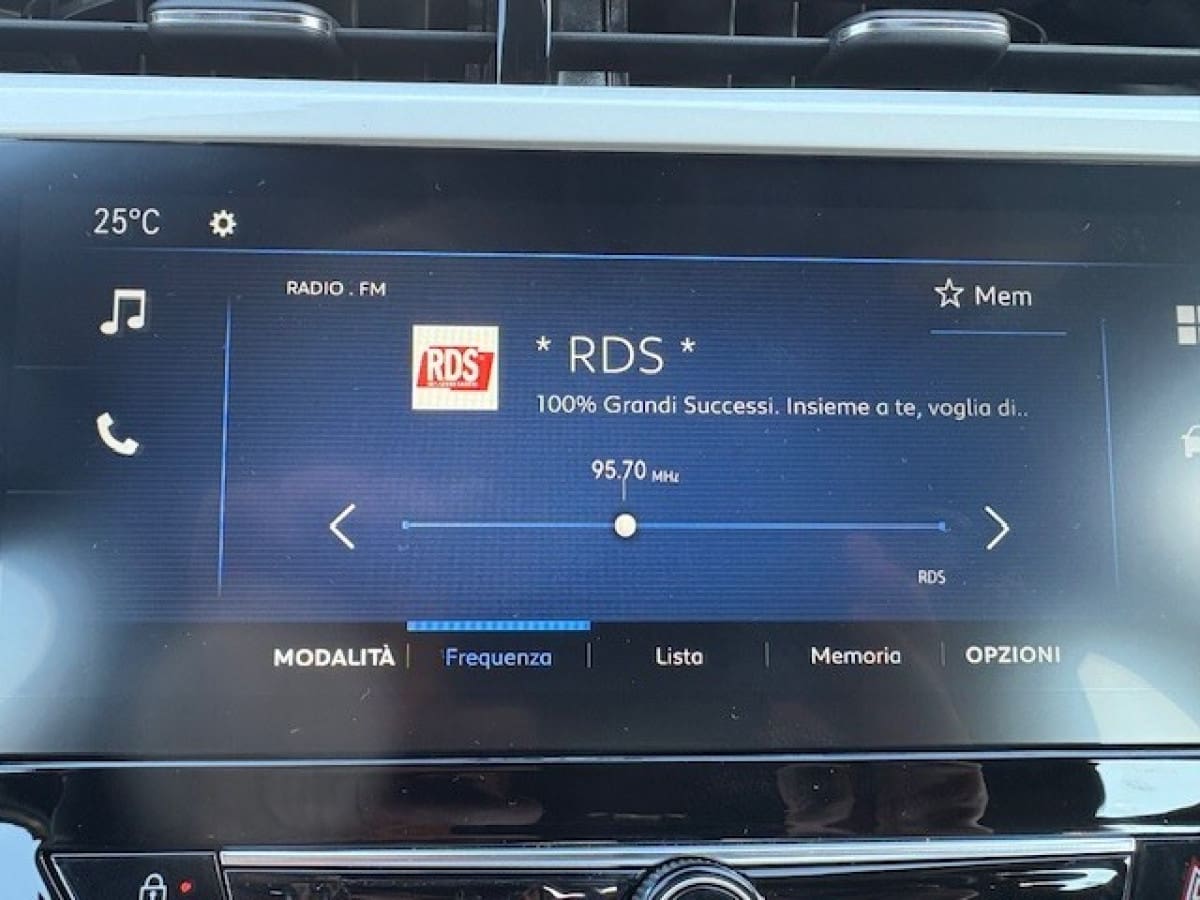 25°C
RADIO . FM
Mem
RDS
* RDS *
100% Grandi Successi. Insieme a te, voglia di..
95.70 MHz
RDS
MODALITÀ Frequenza Lista Memoria OPZIONI